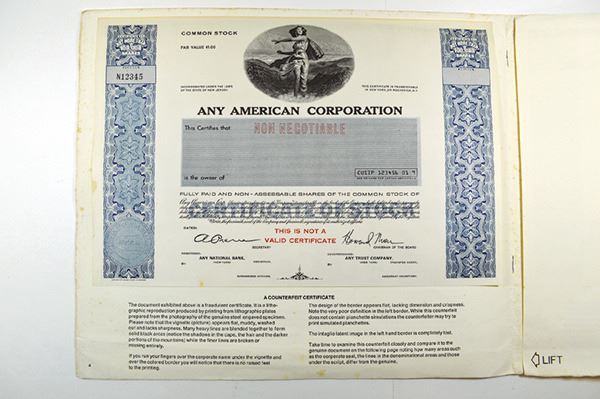 COMMON STOCK
PAR VALUE $1.00
N12345
INCORPORATED UNDER THE LAWS
OF THE STATE OF NEW JERSEY
THIS CERTIFICATE IS TRANSFERABLE
IN NEW YORK, OR ROCHESTER, N.Y.
ANY AMERICAN CORPORATION
This Certifies that
NON NEGOTIABLE
is the owner of
CUSIP 123456 01 9
FULLY PAID AND NON-ASSESSABLE SHARES OF THE COMMON STOCK OF
CERTIFICATE OF STOCK
DATED:
THIS IS NOT A
VALID CERTIFICATE
SECRETARY
CHAIRMAN OF THE BOARD
ANY NATIONAL BANK,
ANY TRUST COMPANY,
A COUNTERFEIT CERTIFICATE
The document exhibited above is a fraudulent certificate. It is a litho-
graphic reproduction produced by printing from lithographic plates
prepared from the photography of the genuine steel engraved specimen.
Please note that the vignette (picture) appears flat, muddy, washed
out and lacks sharpness. Many heavy lines are blended together to form
solid black areas (notice the shadows in the cape, the hair and the darker
portions of the mountains) while the finer lines are broken or
missing entirely.
If you run your fingers over the corporate name under the vignette and
over the colored border you will notice that there is no raised feel
to the printing.
The design of the border appears flat, lacking dimension and crispness.
Note the very poor definition in the left border. While this counterfeit
does not contain planchette simulations the counterfeiter may try to
print simulated planchettes.
The intaglio latent image in the left hand border is completely lost.
Take time to examine this counterfeit closely and compare it to the
genuine document on the following page noting how many areas such
as the corporate seal, the lines in the denominational areas and those
under the script, differ from the genuine.
4
LIFT